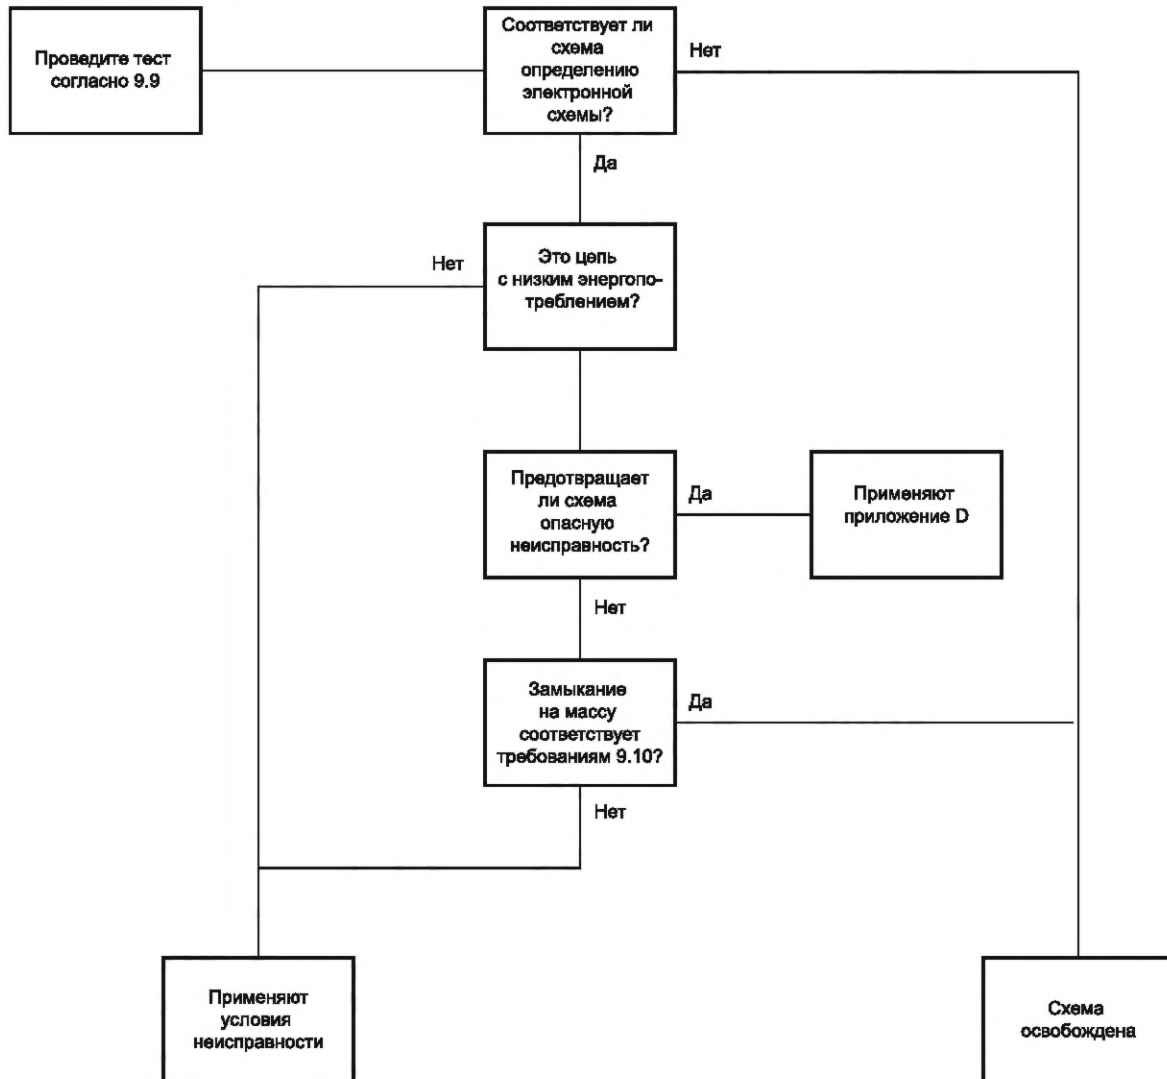 Проведите тест
согласно 9.9
Соответствует ли
схема
определению
электронной
схемы?
Нет
Да
Нет
Это цепь
с низким энергопо-
треблением?
Предотвращает
ли схема
опасную
неисправность?
Да
Применяют
приложение D
Нет
Замыкание
на массу
соответствует
требованиям 9.10?
Да
Нет
Применяют
условия
неисправности
Схема
освобождена